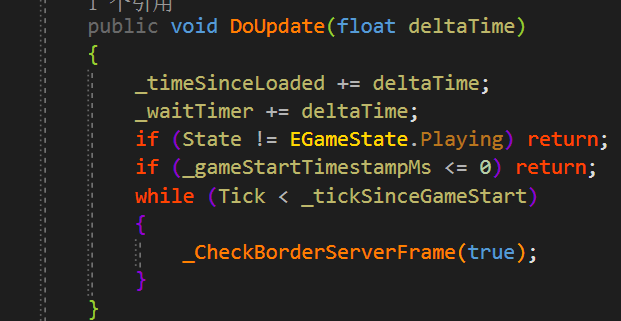 1 个引用
public void DoUpdate(float deltaTime)
{
_timeSinceLoaded += deltaTime;
_waitTimer += deltaTime;
if (State != EGameState.Playing) return;
if (_gameStartTimestampMs <= 0) return;
while (Tick < _tickSinceGameStart)
{
_CheckBorderServerFrame(true);
}
}